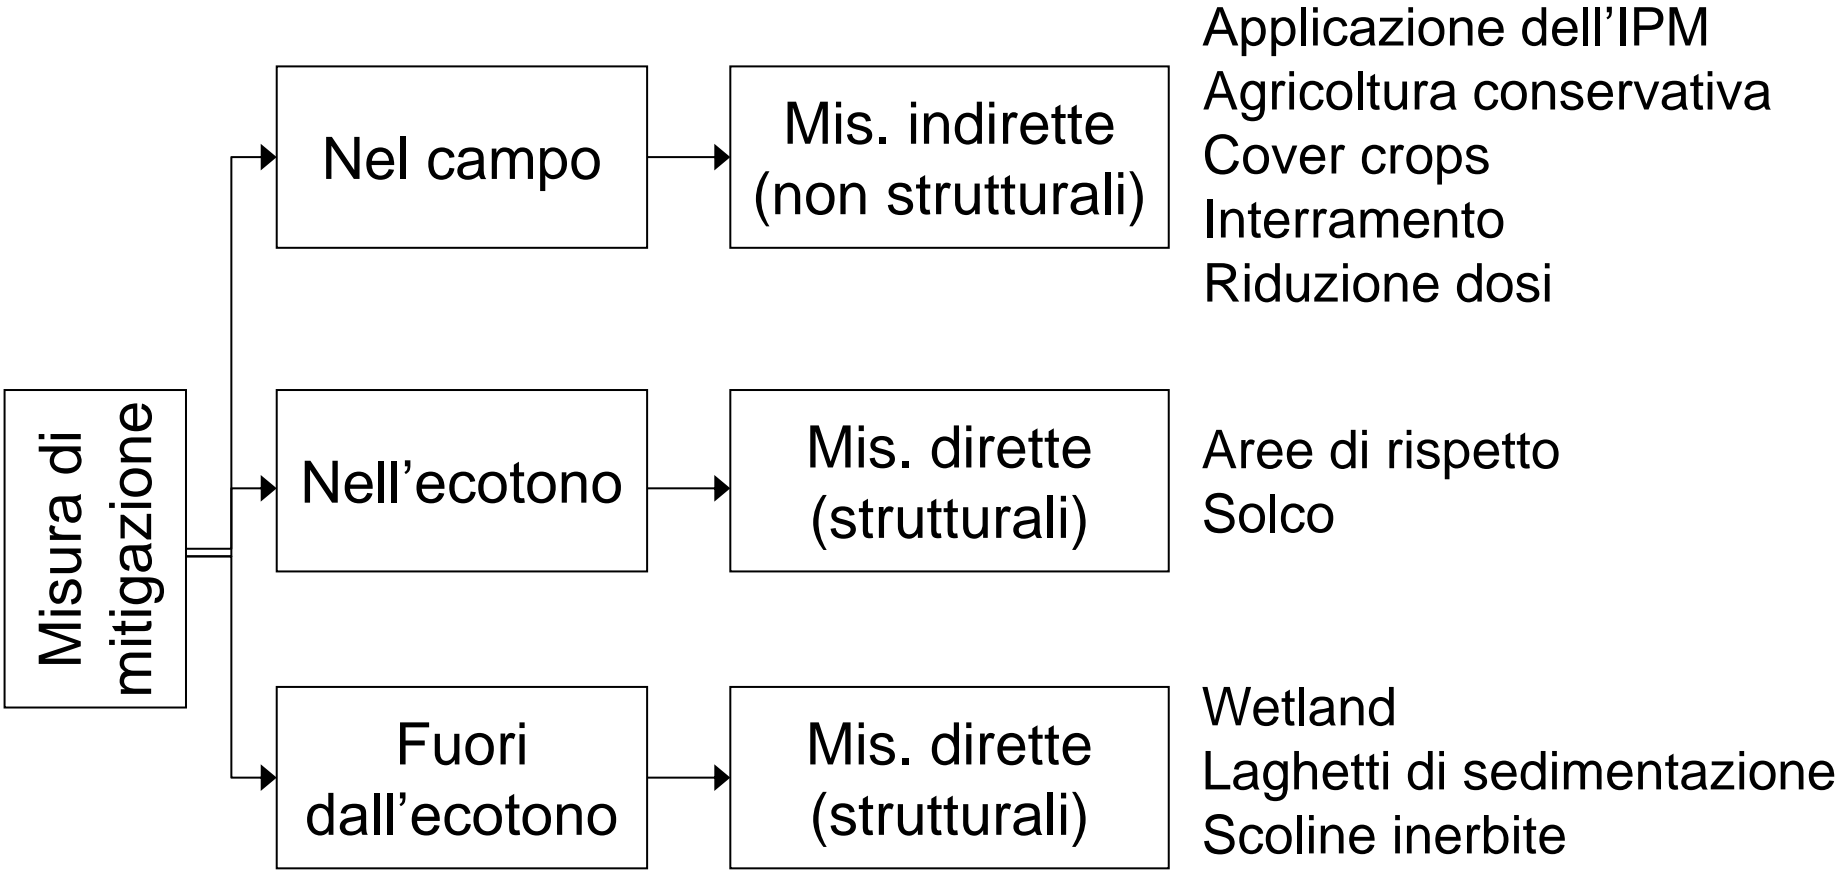 Misura di
mitigazione
Nel campo
Mis. indirette
(non strutturali)
Applicazione dell’IPM
Agricoltura conservativa
Cover crops
Interramento
Riduzione dosi
Nell’ecotono
Mis. dirette
(strutturali)
Aree di rispetto
Solco
Fuori
dall’ecotono
Mis. dirette
(strutturali)
Wetland
Laghetti di sedimentazione
Scoline inerbite